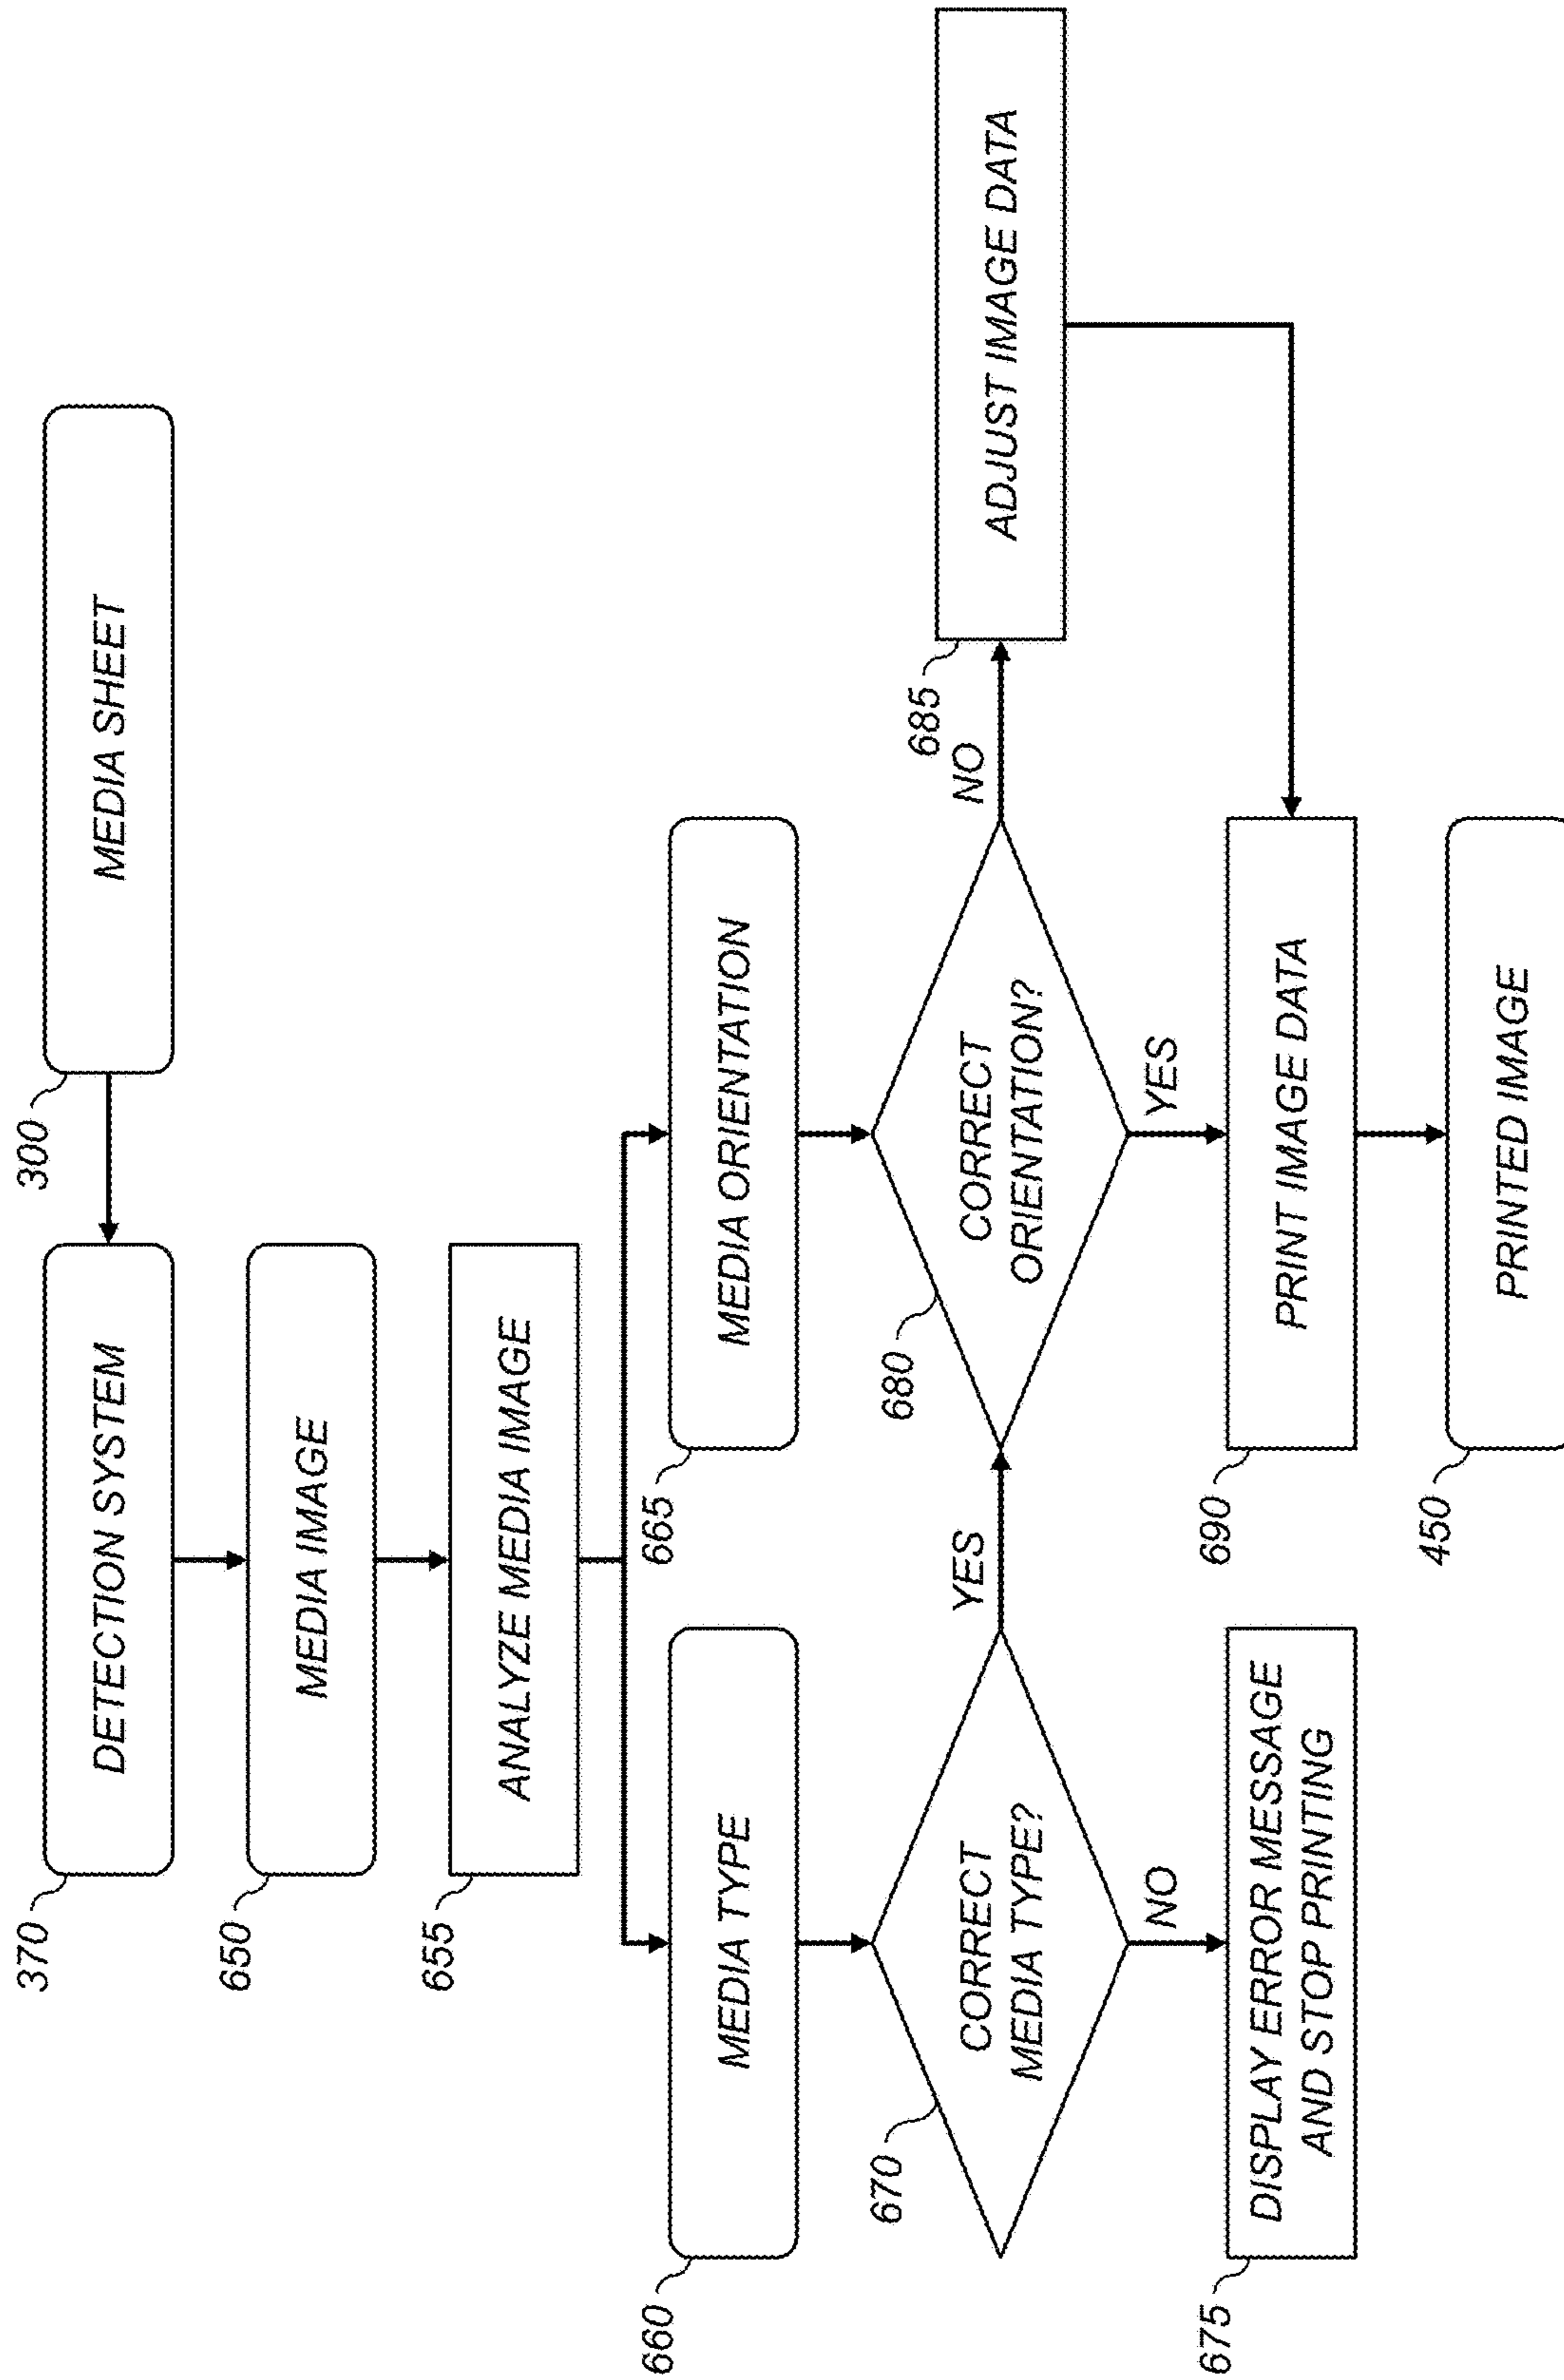 300
MEDIA SHEET
370
DETECTION SYSTEM
650
MEDIA IMAGE
655
ANALYZE MEDIA IMAGE
660
MEDIA TYPE
665
MEDIA ORIENTATION
670
CORRECT
MEDIA TYPE?
YES
NO
680
CORRECT
ORIENTATION?
NO
YES
685
ADJUST IMAGE DATA
675
DISPLAY ERROR MESSAGE
AND STOP PRINTING
690
PRINT IMAGE DATA
450
PRINTED IMAGE